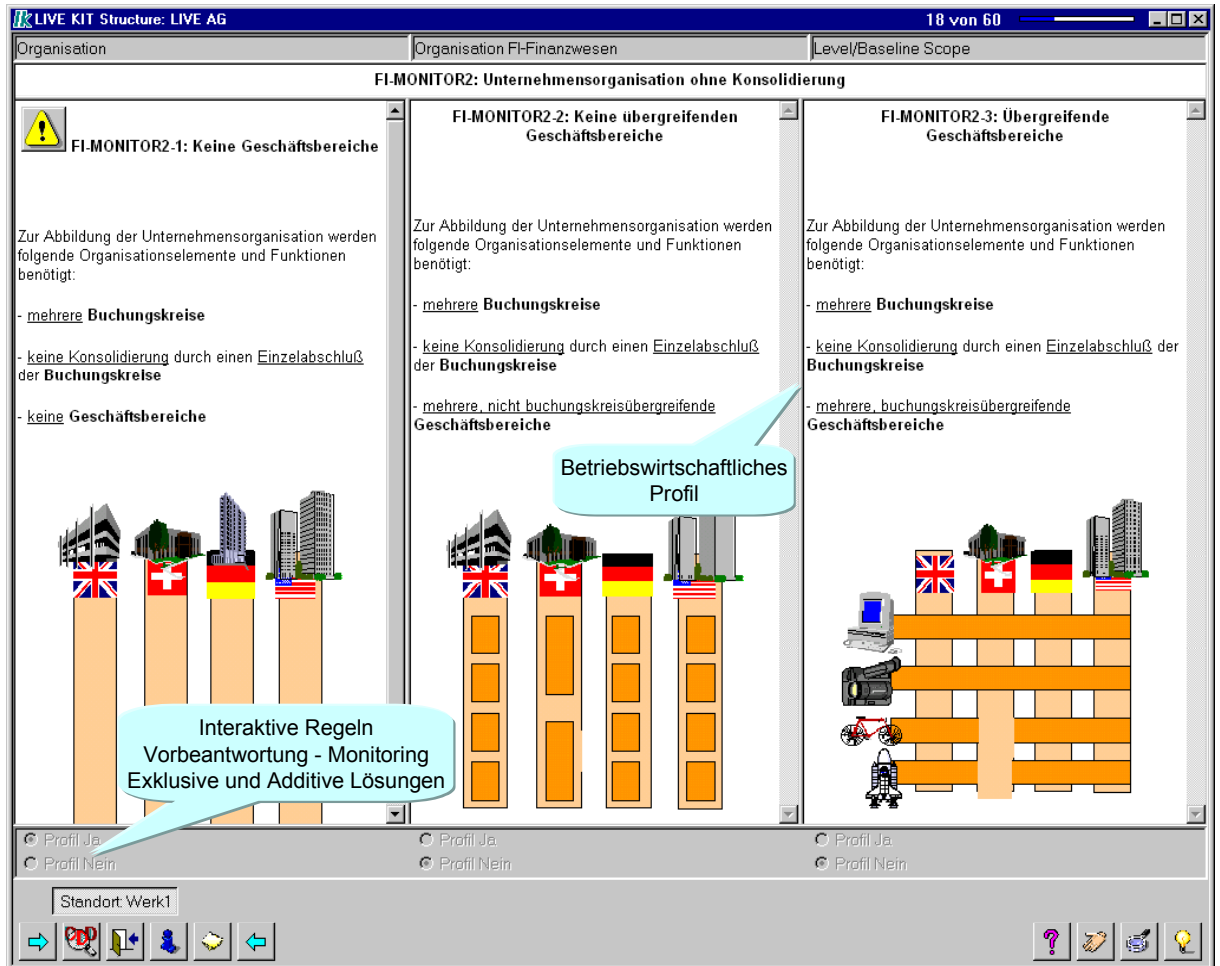 LIVE KIT Structure: LIVE AG
18 von 60
Organisation
Organisation FI-Finanzwesen
Level/Baseline Scope
FI-MONITOR2: Unternehmensorganisation ohne Konsolidierung
FI-MONITOR2-1: Keine Geschäftsbereiche
Zur Abbildung der Unternehmensorganisation werden
folgende Organisationselemente und Funktionen
benötigt:
- mehrere Buchungskreise
- keine Konsolidierung durch einen Einzelabschluß
der Buchungskreise
- keine Geschäftsbereiche
FI-MONITOR2-2: Keine übergreifenden
Geschäftsbereiche
Zur Abbildung der Unternehmensorganisation werden
folgende Organisationselemente und Funktionen
benötigt:
- mehrere Buchungskreise
- keine Konsolidierung durch einen Einzelabschluß
der Buchungskreise
- mehrere, nicht buchungskreisübergreifende
Geschäftsbereiche
FI-MONITOR2-3: Übergreifende
Geschäftsbereiche
Zur Abbildung der Unternehmensorganisation werden
folgende Organisationselemente und Funktionen
benötigt:
- mehrere Buchungskreise
- keine Konsolidierung durch einen Einzelabschluß der
Buchungskreise
- mehrere, buchungskreisübergreifende
Geschäftsbereiche
Betriebswirtschaftliches
Profil
Interaktive Regeln
Vorbeantwortung - Monitoring
Exklusive und Additive Lösungen
Profil Ja
Profil Nein
Profil Ja
Profil Nein
Profil Ja
Profil Nein
Standort: Werk1